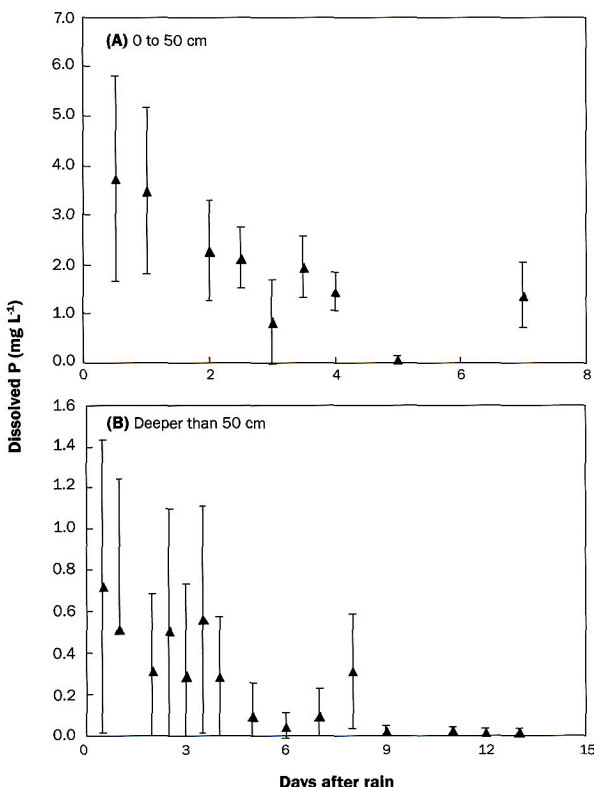 7.0
(A) 0 to 50 cm
6.0
5.0
4.0
3.0
2.0
1.0
0.0
0 2 4 6 8
Dissolved P (mg L-1)
1.6
(B) Deeper than 50 cm
1.4
1.2
1.0
0.8
0.6
0.4
0.2
0.0
0 3 6 9 12 15
Days after rain